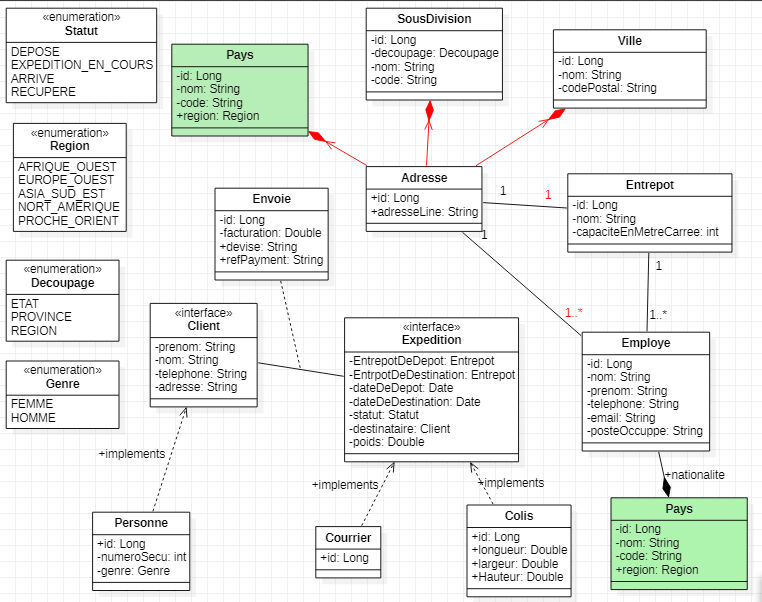 «enumeration»
Statut
DEPOSE
EXPEDITION_EN_COURS
ARRIVE
RECUPERE
Pays
-id: Long
-nom: String
-code: String
+region: Region
SousDivision
-id: Long
-decoupage: Decoupage
-nom: String
-code: String
Ville
-id: Long
-nom: String
-codePostal: String
«enumeration»
Region
AFRIQUE_OUEST
EUROPE_OUEST
ASIA_SUD_EST
NORT_AMERIQUE
PROCHE_ORIENT
Adresse
+id: Long
+adresseLine: String
1
1
1
1..*
Entrepot
-id: Long
-nom: String
-capaciteEnMetreCarree: int
1
1..*
Envoie
-id: Long
-facturation: Double
+devise: String
+refPayment: String
«enumeration»
Decoupage
ETAT
PROVINCE
REGION
«interface»
Client
-prenom: String
-nom: String
-telephone: String
-adresse: String
«interface»
Expedition
-EntrepotDeDepot: Entrepot
-EntrpotDeDestination: Entrepot
-dateDeDepot: Date
-dateDeDestination: Date
-statut: Statut
-destinataire: Client
-poids: Double
Employe
-id: Long
-nom: String
-prenom: String
-telephone: String
-email: String
-posteOccuppe: String
«enumeration»
Genre
FEMME
HOMME
+implements
+implements
+implements
+nationalite
Personne
+id: Long
-numeroSecu: int
-genre: Genre
Courrier
+id: Long
Colis
+id: Long
+longueur: Double
+largeur: Double
+Hauteur: Double
Pays
-id: Long
-nom: String
-code: String
+region: Region